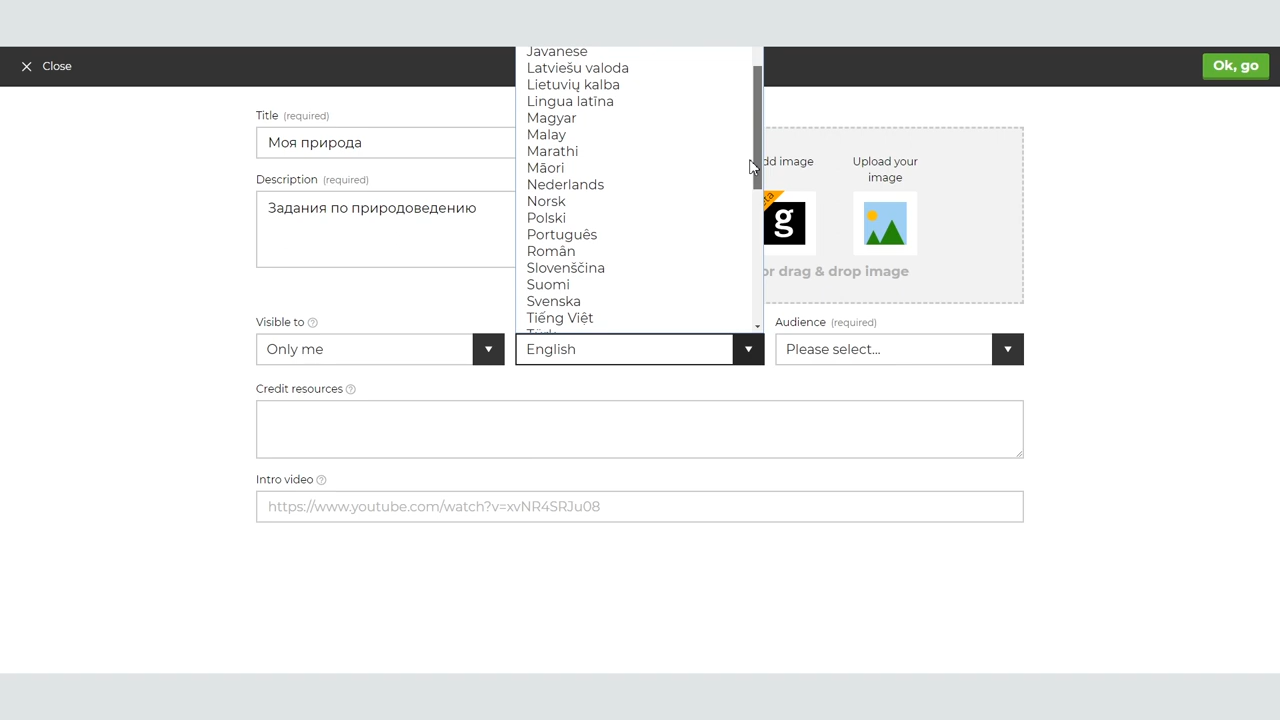 Close
Ok, go
Title (required)
Моя природа
Description (required)
Задания по природоведению
Javanese
Latviešu valoda
Lietuvių kalba
Lingua latīna
Magyar
Malay
Marathi
Māori
Nederlands
Norsk
Polski
Português
Român
Slovenščina
Suomi
Svenska
Tiếng Việt
dd image
Upload your
image
g
or drag & drop image
Visible to
Only me
English
Audience (required)
Please select...
Credit resources
Intro video
https://www.youtube.com/watch?v=xvNR4SRJu08